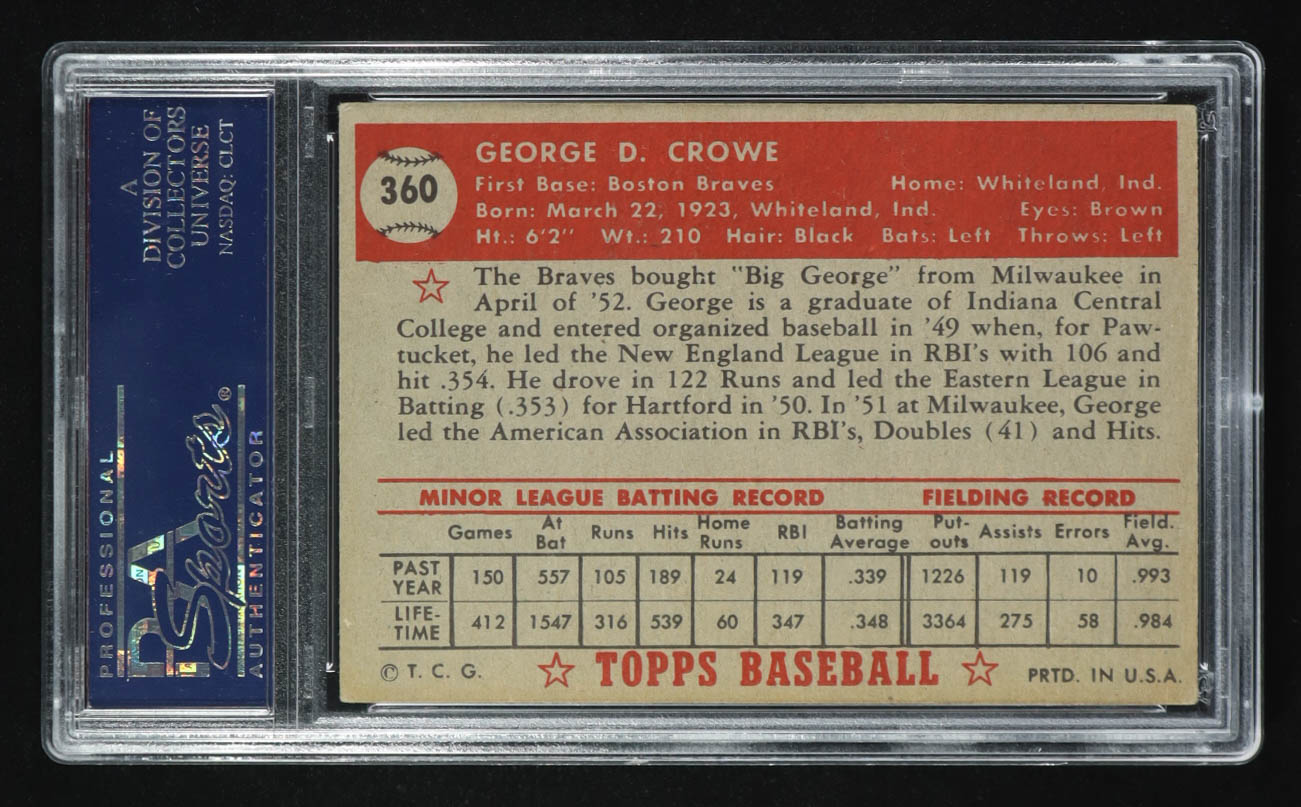 A
DIVISION OF
COLLECTORS
UNIVERSE
NASDAQ: CLCT
PROFESSIONAL
PSA
Sports®
AUTHENTICATOR
360
GEORGE D. CROWE
First Base: Boston Braves Home: Whiteland, Ind.
Born: March 22, 1923, Whiteland, Ind. Eyes: Brown
Ht.: 6'2" Wt.: 210 Hair: Black Bats: Left Throws: Left
The Braves bought "Big George" from Milwaukee in
April of '52. George is a graduate of Indiana Central
College and entered organized baseball in '49 when, for Paw-
tucket, he led the New England League in RBI's with 106 and
hit .354. He drove in 122 Runs and led the Eastern League in
Batting (.353) for Hartford in '50. In '51 at Milwaukee, George
led the American Association in RBI's, Doubles (41) and Hits.
MINOR LEAGUE BATTING RECORD FIELDING RECORD
Games At Bat Runs Hits Home Runs RBI Batting Average Put-outs Assists Errors Field. Avg.
PAST YEAR 150 557 105 189 24 119 .339 1226 119 10 .993
LIFE-TIME 412 1547 316 539 60 347 .348 3364 275 58 .984
© T. C. G. TOPPS BASEBALL PRTD. IN U.S.A.